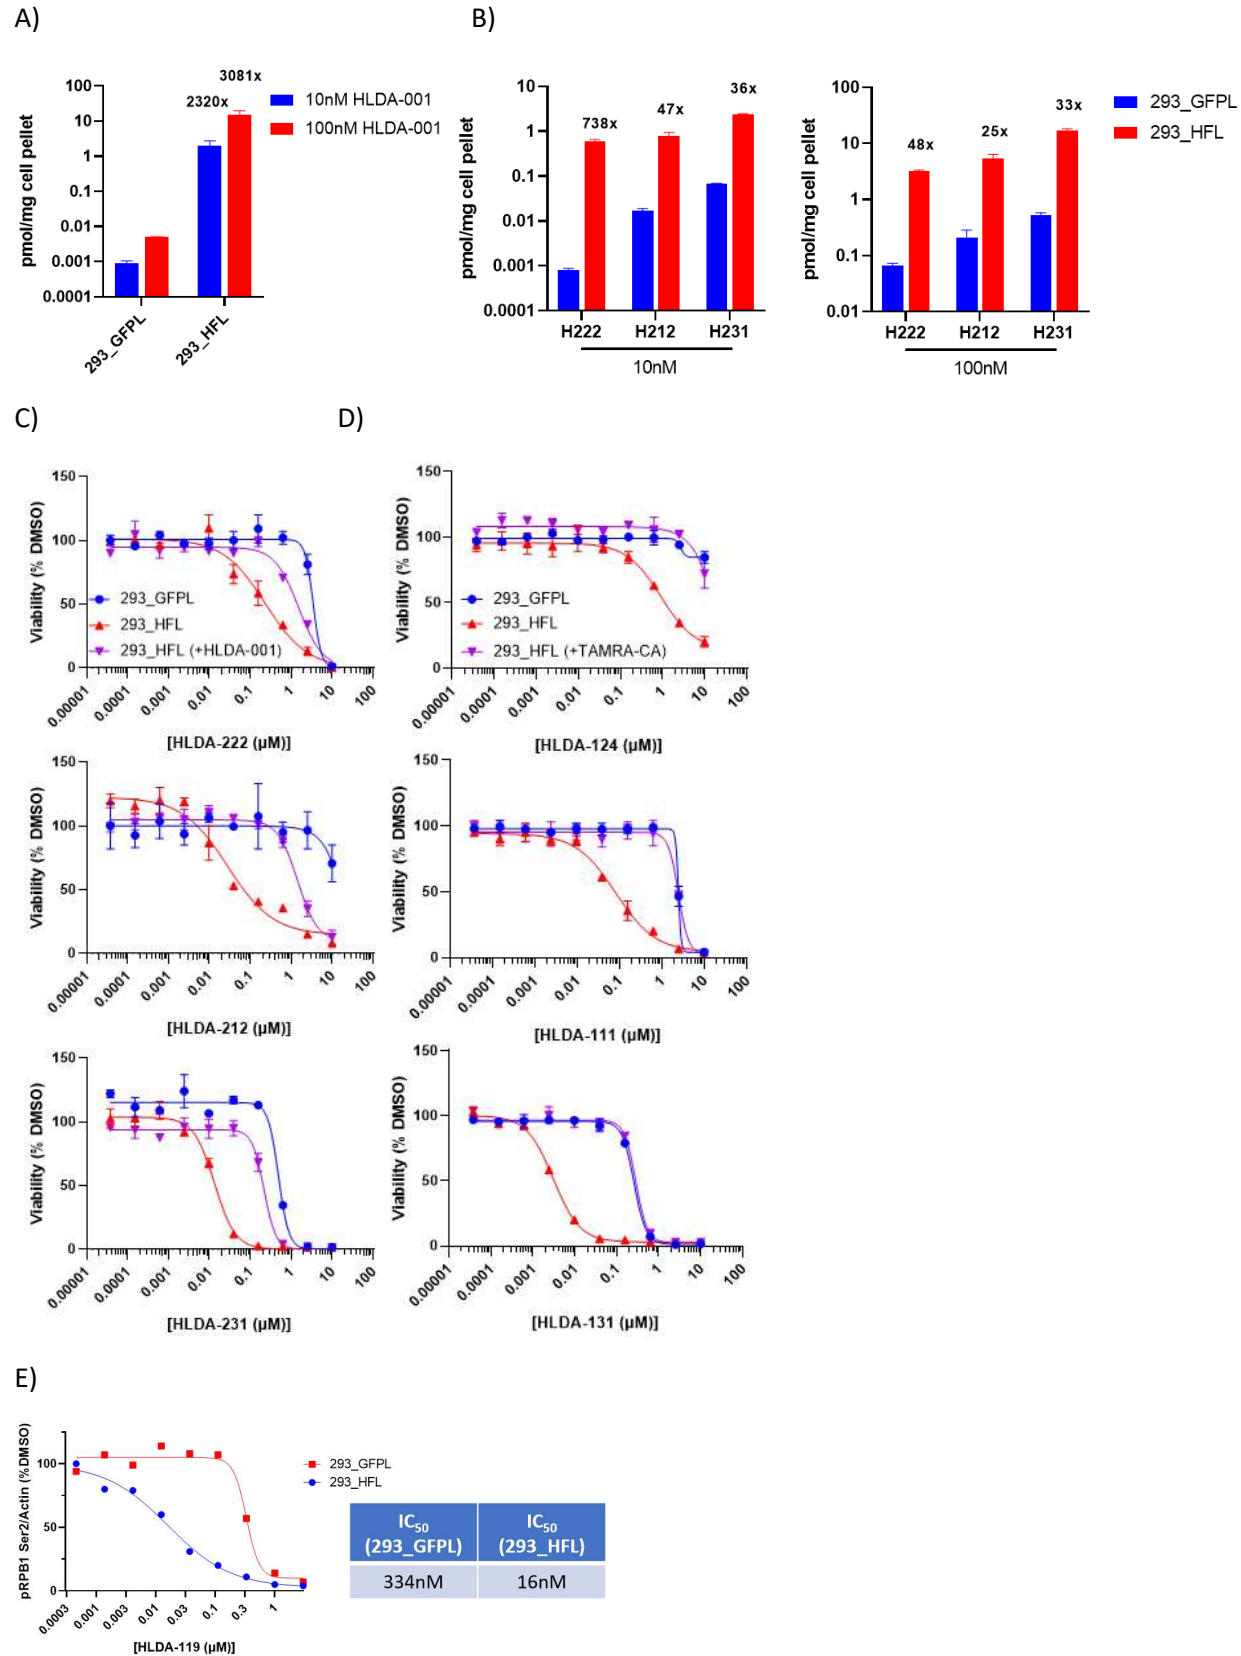 A)
B)
3081x
2320x
100
10
1
0.1
0.01
0.001
0.0001
pmol/mg cell pellet
293_GFPL
293_HFL
10nM HLDA-001
100nM HLDA-001
10
1
0.1
0.01
0.001
0.0001
pmol/mg cell pellet
738x
47x
36x
H222
H212
H231
10nM
100
10
1
0.1
0.01
pmol/mg cell pellet
48x
25x
33x
H222
H212
H231
100nM
293_GFPL
293_HFL
C)
D)
150
100
50
0
Viability (% DMSO)
293_GFPL
293_HFL
293_HFL (+HLDA-001)
0.00001
0.0001
0.001
0.01
0.1
1
10
100
[HLDA-222 (µM)]
150
100
50
0
Viability (% DMSO)
293_GFPL
293_HFL
293_HFL (+TAMRA-CA)
0.00001
0.0001
0.001
0.01
0.1
1
10
100
[HLDA-124 (µM)]
150
100
50
0
Viability (% DMSO)
0.00001
0.0001
0.001
0.01
0.1
1
10
100
[HLDA-212 (µM)]
150
100
50
0
Viability (% DMSO)
0.00001
0.0001
0.001
0.01
0.1
1
10
100
[HLDA-111 (µM)]
150
100
50
0
Viability (% DMSO)
0.00001
0.0001
0.001
0.01
0.1
1
10
100
[HLDA-231 (µM)]
150
100
50
0
Viability (% DMSO)
0.00001
0.0001
0.001
0.01
0.1
1
10
100
[HLDA-131 (µM)]
E)
100
50
0
pRPB1 Ser2/Actin (%DMSO)
0.0003
0.001
0.003
0.01
0.03
0.1
0.3
1
[HLDA-119 (µM)]
293_GFPL
293_HFL
IC50
(293_GFPL)
IC50
(293_HFL)
334nM
16nM